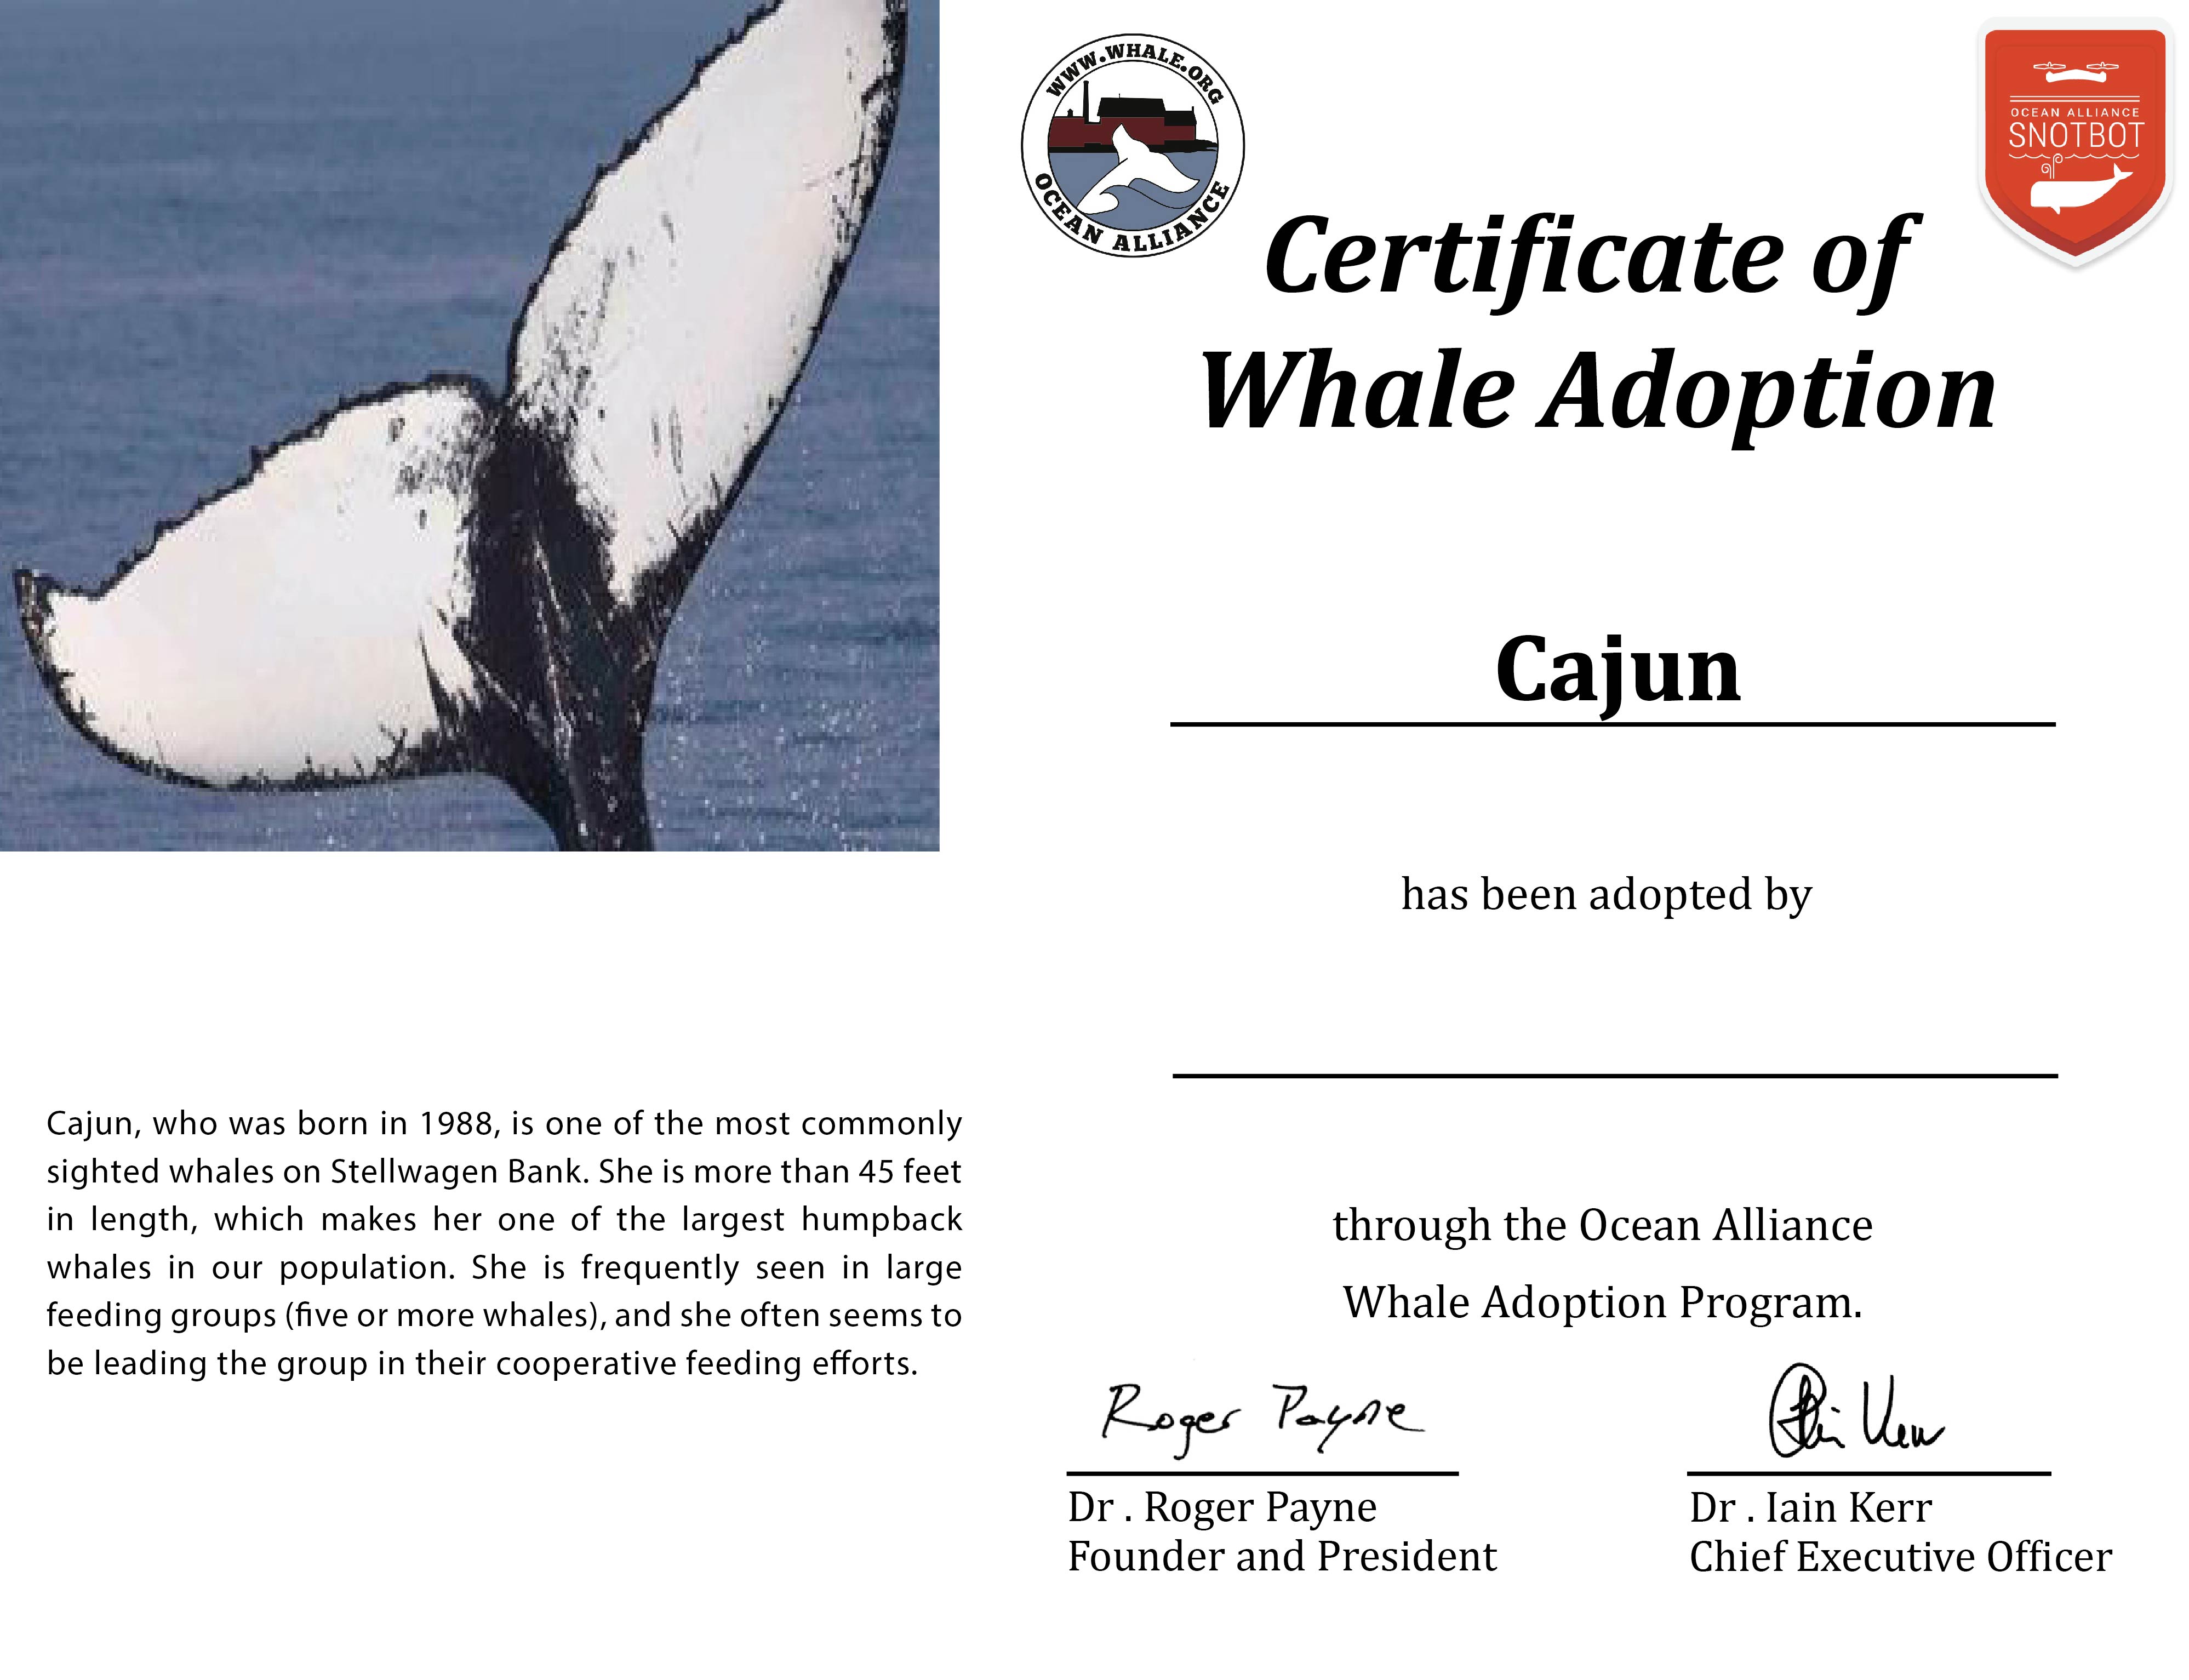 WWW.WHALE.ORG
OCEAN ALLIANCE
OCEAN ALLIANCE
SNOTBOT
Certificate of
Whale Adoption
Cajun
has been adopted by
Cajun, who was born in 1988, is one of the most commonly
sighted whales on Stellwagen Bank. She is more than 45 feet
in length, which makes her one of the largest humpback
whales in our population. She is frequently seen in large
feeding groups (five or more whales), and she often seems to
be leading the group in their cooperative feeding efforts.
through the Ocean Alliance
Whale Adoption Program.
Roger Payne
Iain Kerr
Dr . Roger Payne
Founder and President
Dr . Iain Kerr
Chief Executive Officer